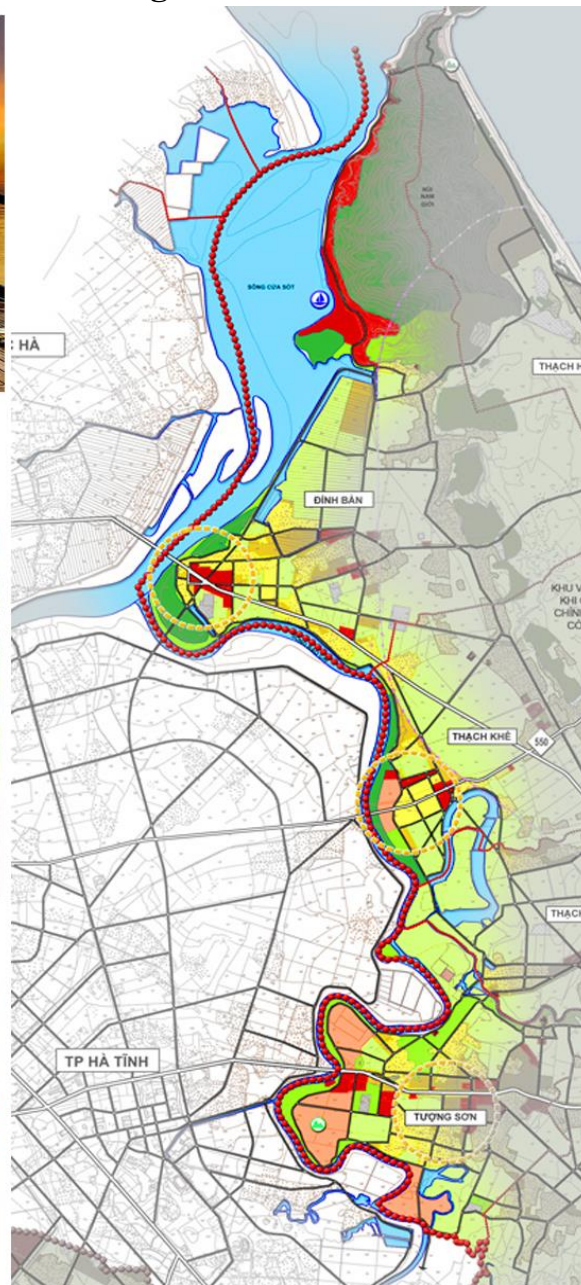 NÚI
NAM
GIỚI
SÔNG CỬA SÓT
HÀ
THẠCH H
ĐỈNH BÀN
KHU V
KHI
CHÍN
CÔ
THẠCH KHÊ
550
THẠCH
TP HÀ TĨNH
TƯỢNG SƠN